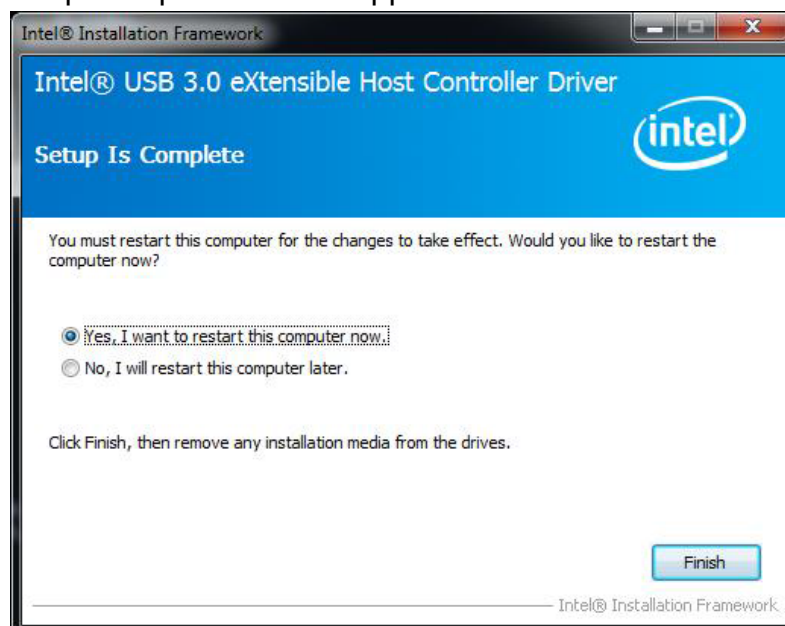 Intel® Installation Framework
Intel® USB 3.0 eXtensible Host Controller Driver
intel
Setup Is Complete
You must restart this computer for the changes to take effect. Would you like to restart the
computer now?
Yes, I want to restart this computer now.
No, I will restart this computer later.
Click Finish, then remove any installation media from the drives.
Finish
Intel® Installation Framework